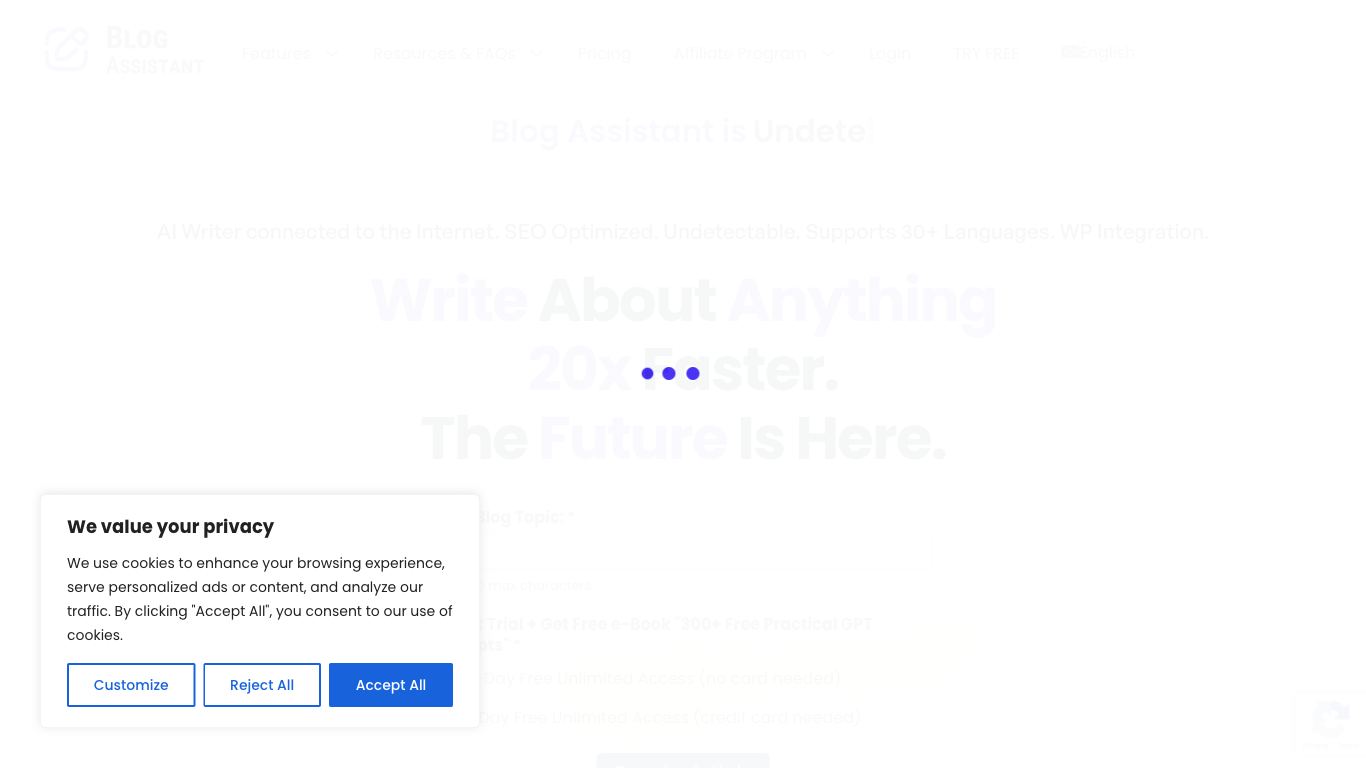 BLOG
ASSISTANT
Features
Resources & FAQs
Pricing
Affiliate Program
Login
TRY FREE
English
Blog Assistant is Undete
AI Writer connected to the Internet. SEO Optimized. Undetectable. Supports 30+ Languages. WP Integration.
Write About Anything
20x Faster.
The Future Is Here.
Blog Topic: *
max characters
Trial + Get Free e-Book "300+ Free Practical GPT
-Day Free Unlimited Access (no card needed)
Day Free Unlimited Access (credit card needed)
We value your privacy
We use cookies to enhance your browsing experience,
serve personalized ads or content, and analyze our
traffic. By clicking "Accept All", you consent to our use of
cookies.
Customize
Reject All
Accept All